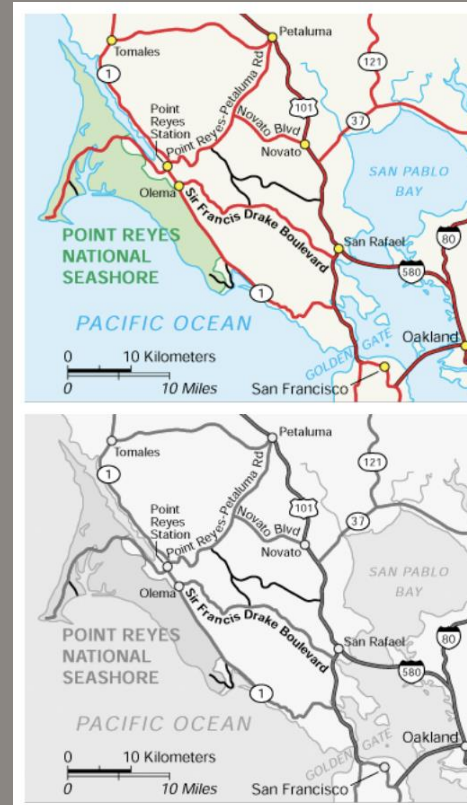 Petaluma
Tomales
121
1
101
37
Point
Reyes
Station
Point Reyes-Petaluma Rd
Novato Blvd
Novato
SAN PABLO
BAY
Olema
Sir Francis Drake Boulevard
80
POINT REYES
NATIONAL
SEASHORE
San Rafael
580
1
PACIFIC OCEAN
GOLDEN GATE
Oakland
0 10 Kilometers
0 10 Miles
San Francisco
Petaluma
Tomales
121
1
101
37
Point
Reyes
Station
Point Reyes-Petaluma Rd
Novato Blvd
Novato
SAN PABLO
BAY
Olema
Sir Francis Drake Boulevard
80
POINT REYES
NATIONAL
SEASHORE
San Rafael
580
1
PACIFIC OCEAN
GOLDEN GATE
Oakland
0 10 Kilometers
0 10 Miles
San Francisco